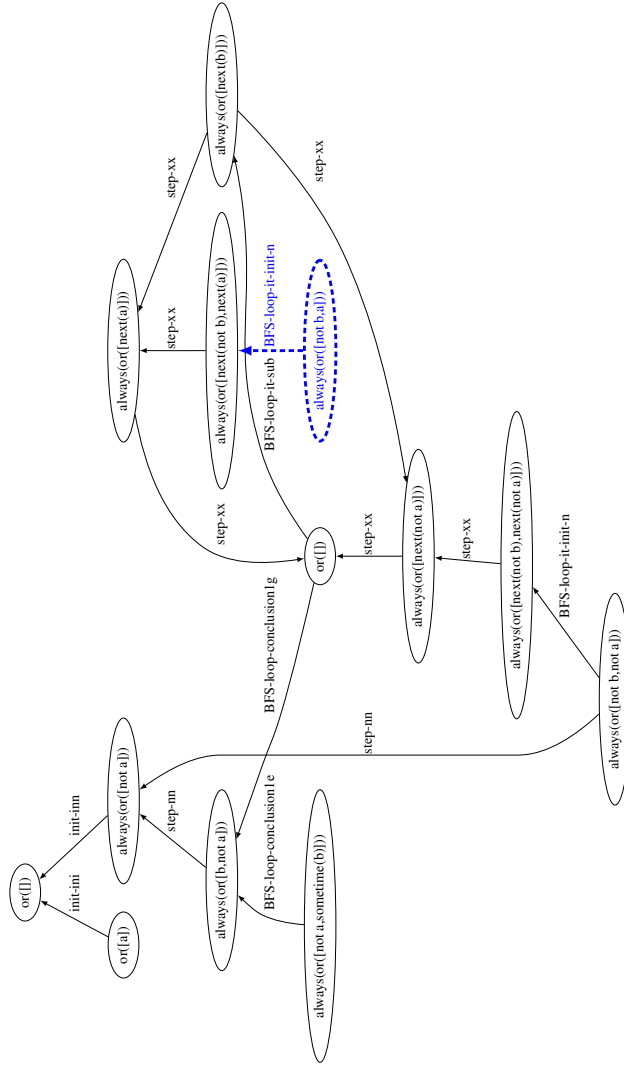 or([])
init-ini
init-inn
or([a])
always(or([not a]))
step-nn
always(or([b,not a]))
BFS-loop-conclusion1e
always(or([not a,sometime(b)]))
BFS-loop-conclusion1g
step-nn
always(or([next(a)]))
step-xx
always(or([next(b)]))
step-xx
step-xx
always(or([next(not b),next(a)]))
step-xx
BFS-loop-it-sub
BFS-loop-it-init-n
always(or([not b,a]))
or([])
step-xx
always(or([next(not a)]))
step-xx
always(or([next(not b),next(not a)]))
BFS-loop-it-init-n
always(or([not b,not a]))